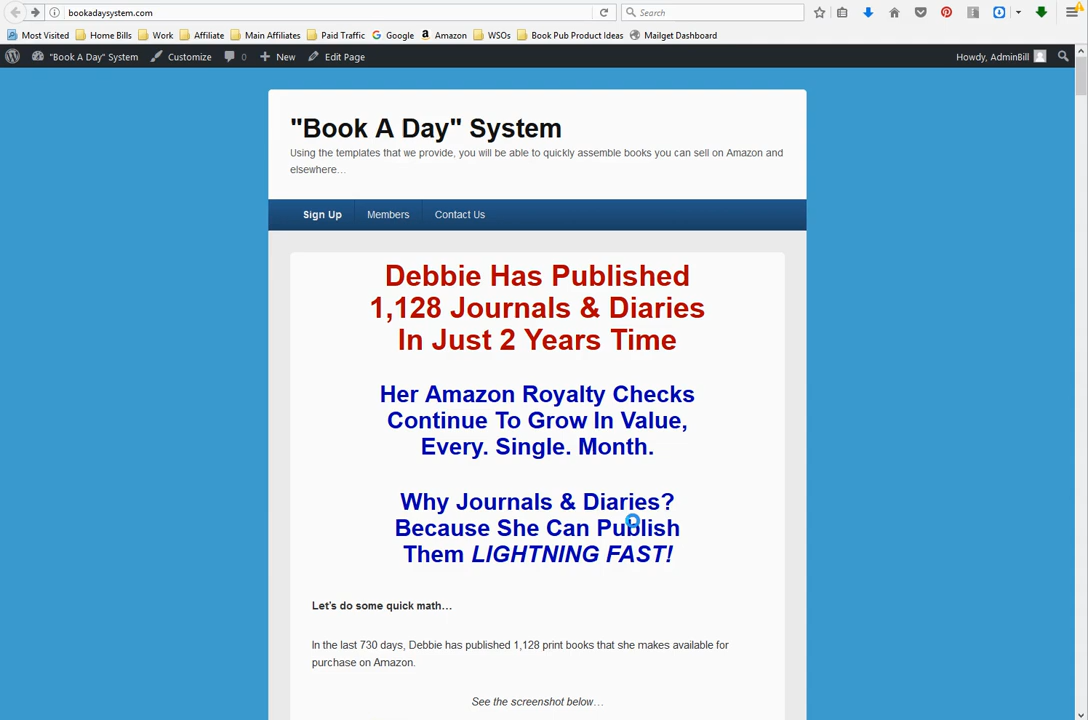 bookadaysystem.com
Search
Most Visited Home Bills Work Affiliate Main Affiliates Paid Traffic Google Amazon WSOs Book Pub Product Ideas Mailget Dashboard
"Book A Day" System Customize 0 New Edit Page Howdy, AdminBill
"Book A Day" System
Using the templates that we provide, you will be able to quickly assemble books you can sell on Amazon and
elsewhere…
Sign Up Members Contact Us
Debbie Has Published
1,128 Journals & Diaries
In Just 2 Years Time
Her Amazon Royalty Checks
Continue To Grow In Value,
Every. Single. Month.
Why Journals & Diaries?
Because She Can Publish
Them LIGHTNING FAST!
Let's do some quick math…
In the last 730 days, Debbie has published 1,128 print books that she makes available for
purchase on Amazon.
See the screenshot below…